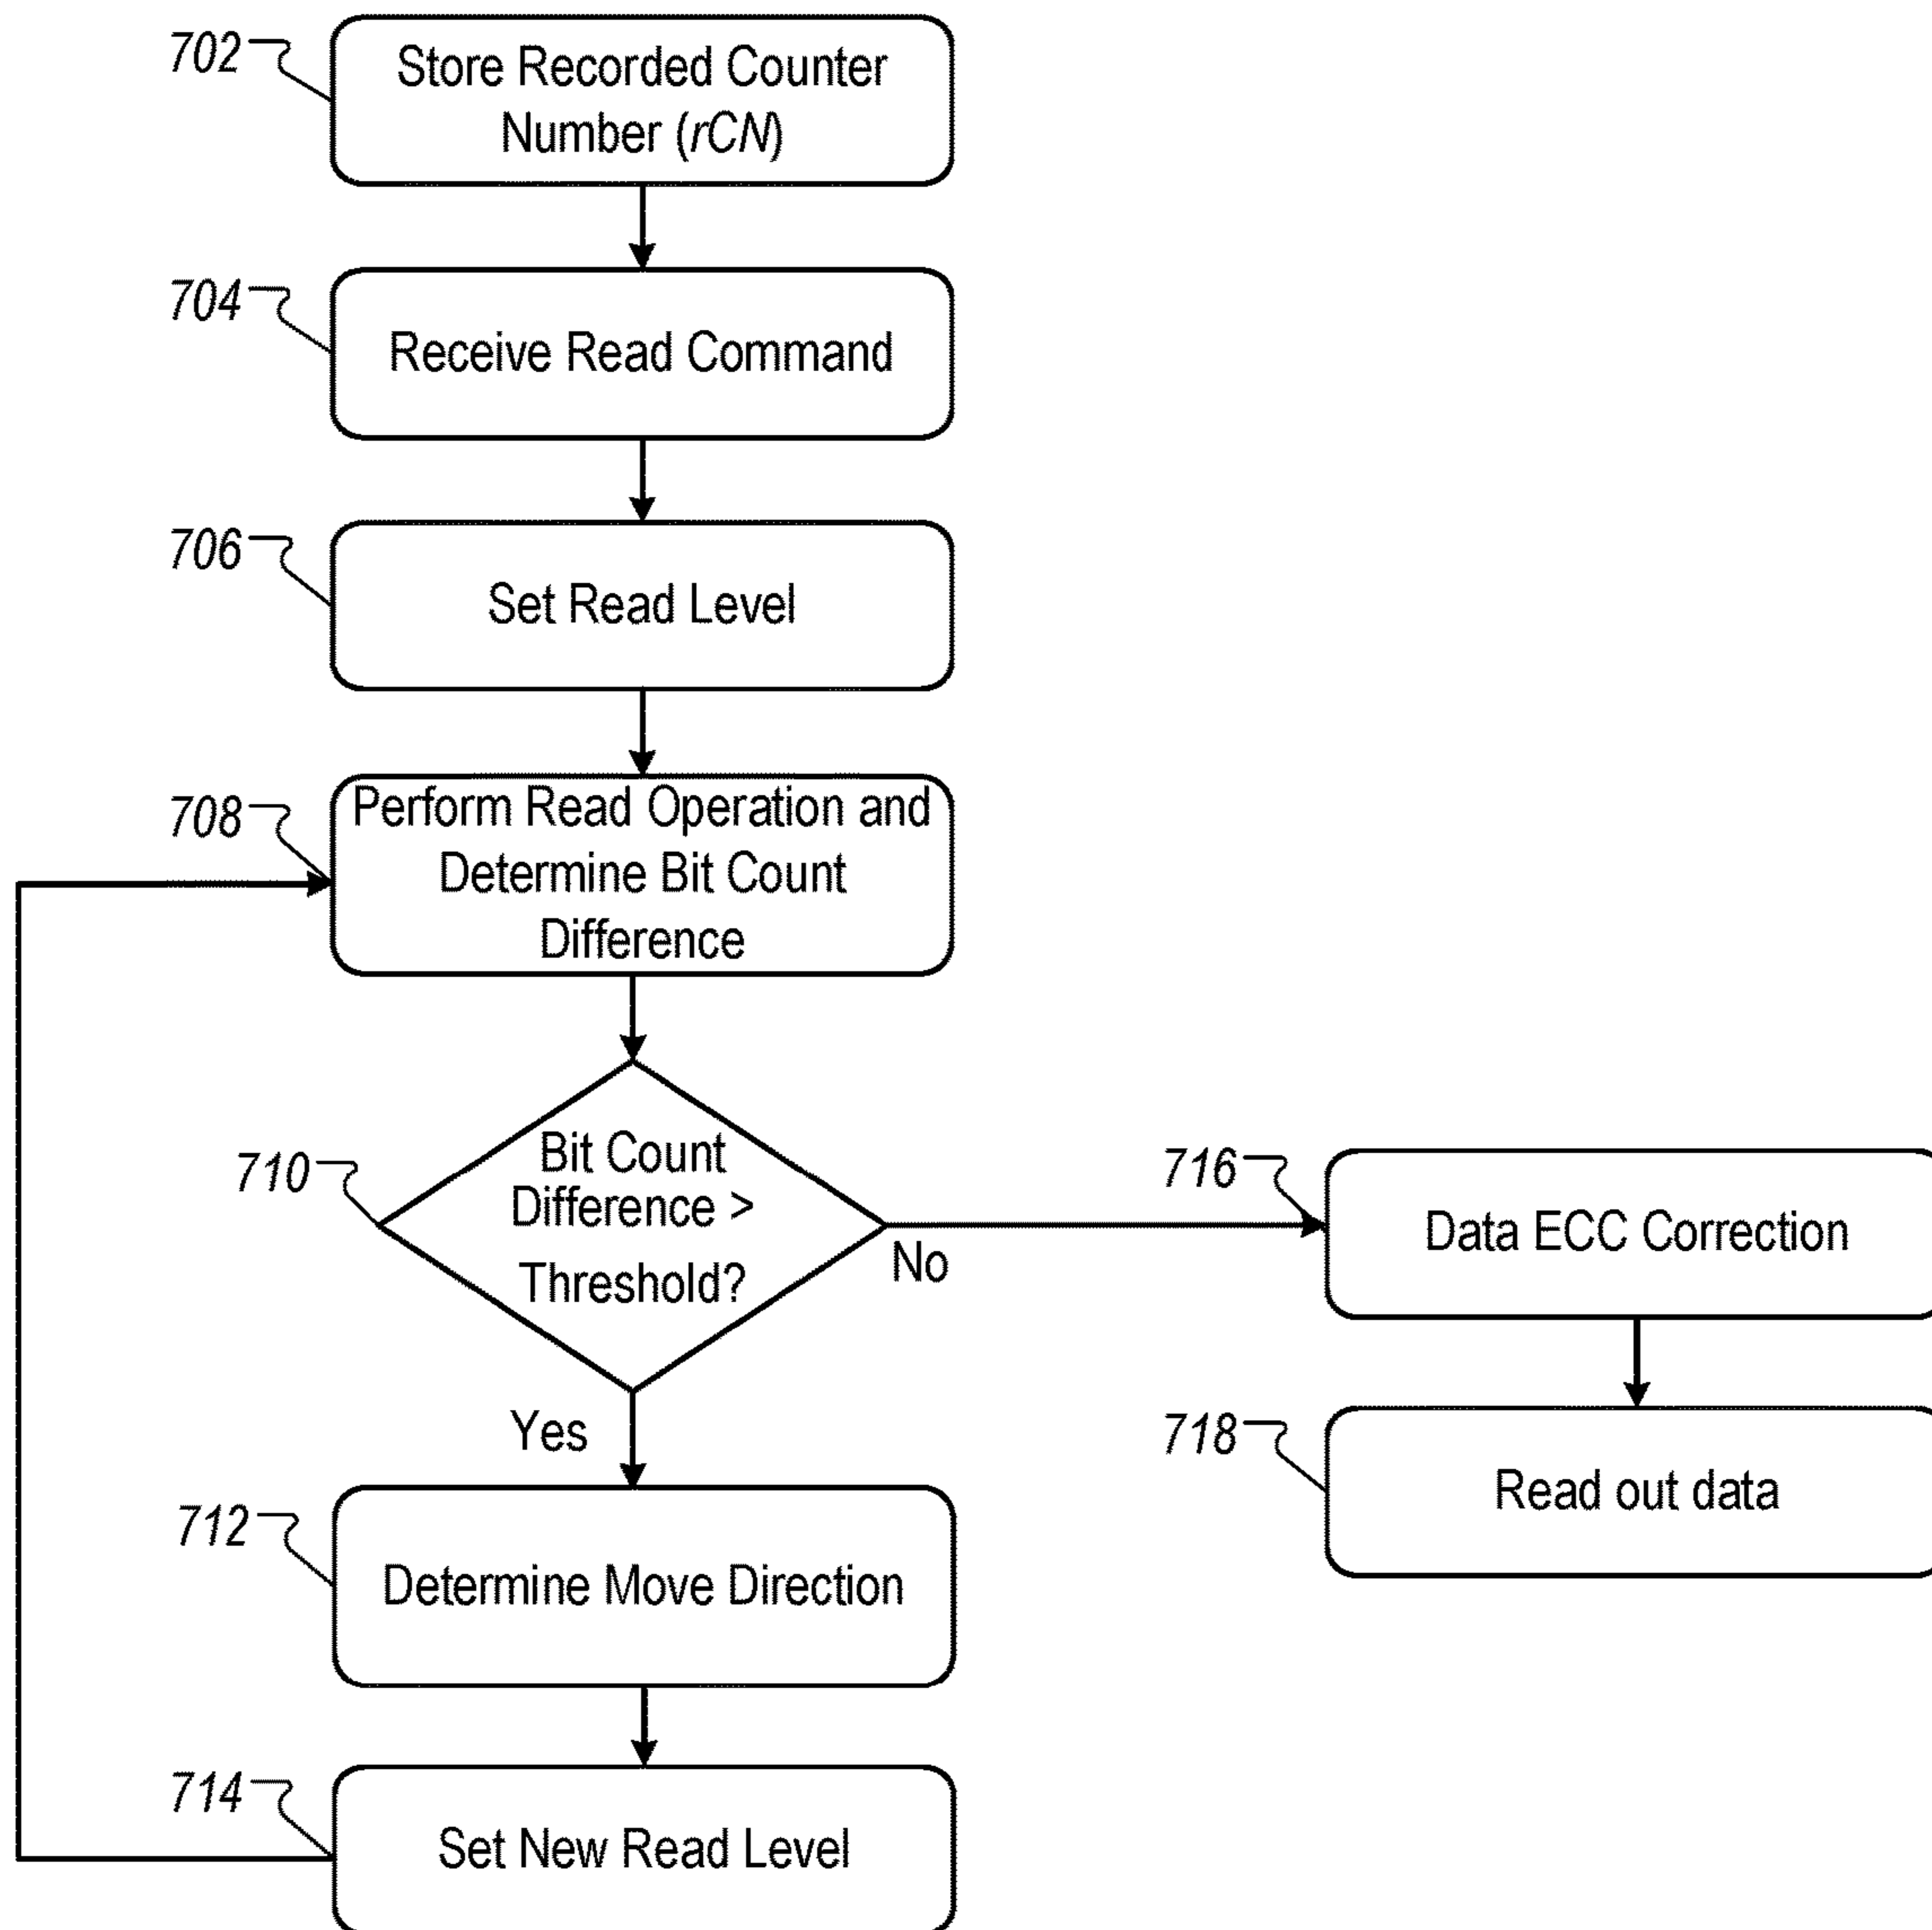 702
Store Recorded Counter
Number (rCN)
704
Receive Read Command
706
Set Read Level
708
Perform Read Operation and
Determine Bit Count
Difference
710
Bit Count
Difference >
Threshold?
No
716
Data ECC Correction
Yes
718
Read out data
712
Determine Move Direction
714
Set New Read Level